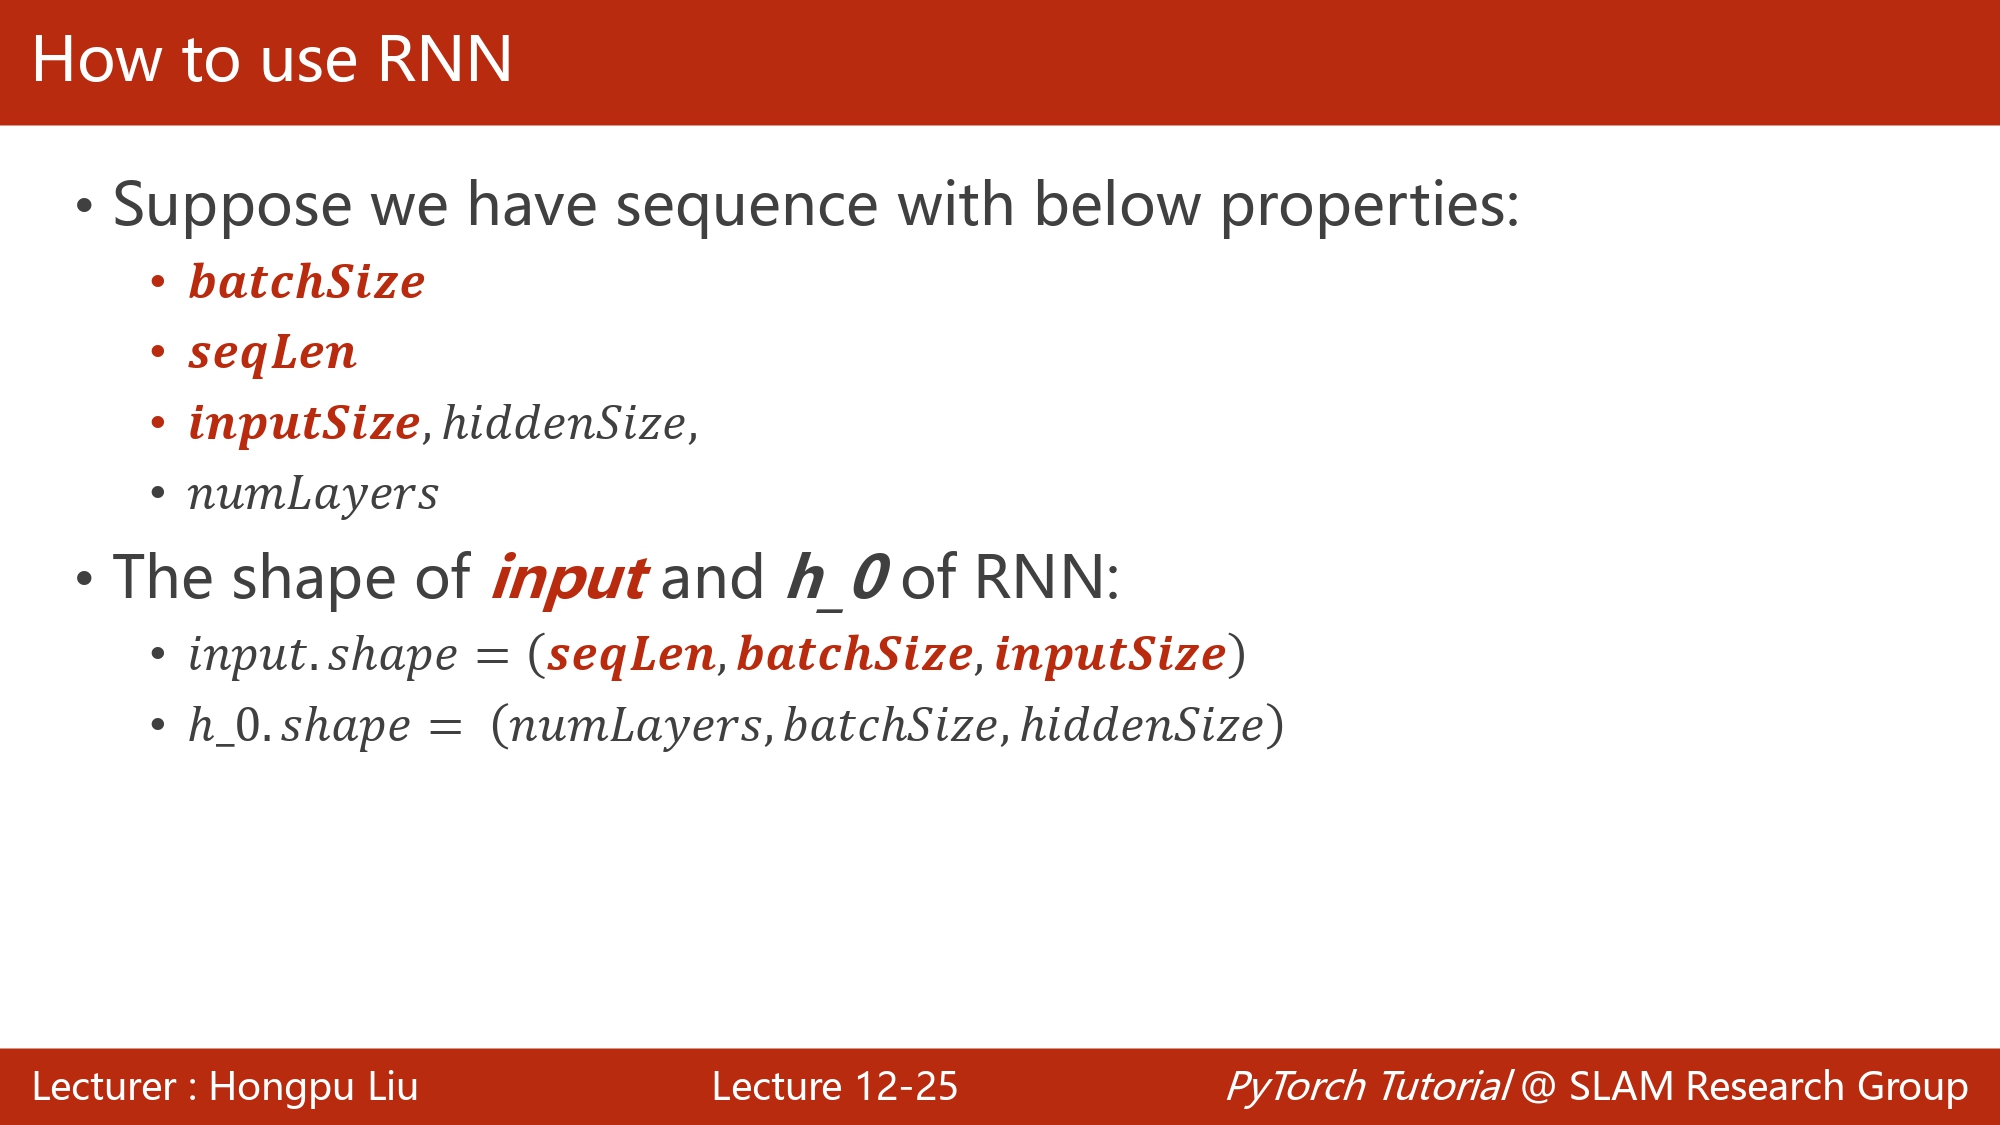 How to use RNN
• Suppose we have sequence with below properties:
• batchSize
• seqLen
• inputSize, hiddenSize,
• numLayers
• The shape of input and h_0 of RNN:
• input.shape = (seqLen, batchSize, inputSize)
• h_0.shape = (numLayers, batchSize, hiddenSize)
Lecturer : Hongpu Liu Lecture 12-25 PyTorch Tutorial @ SLAM Research Group